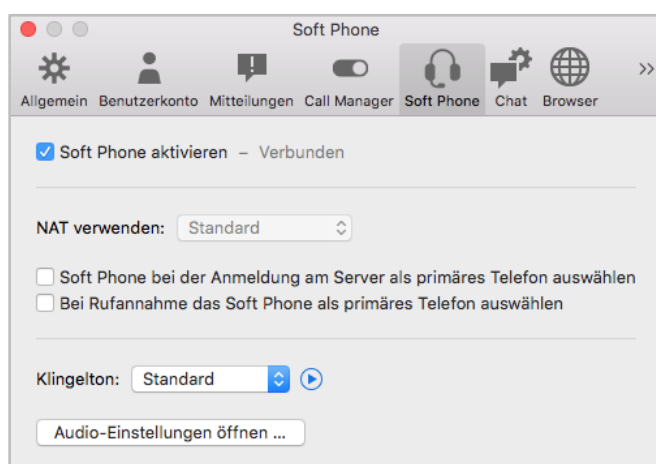 Soft Phone
Allgemein Benutzerkonto Mitteilungen Call Manager Soft Phone Chat Browser
Soft Phone aktivieren – Verbunden
NAT verwenden: Standard
Soft Phone bei der Anmeldung am Server als primäres Telefon auswählen
Bei Rufannahme das Soft Phone als primäres Telefon auswählen
Klingelton: Standard
Audio-Einstellungen öffnen ...